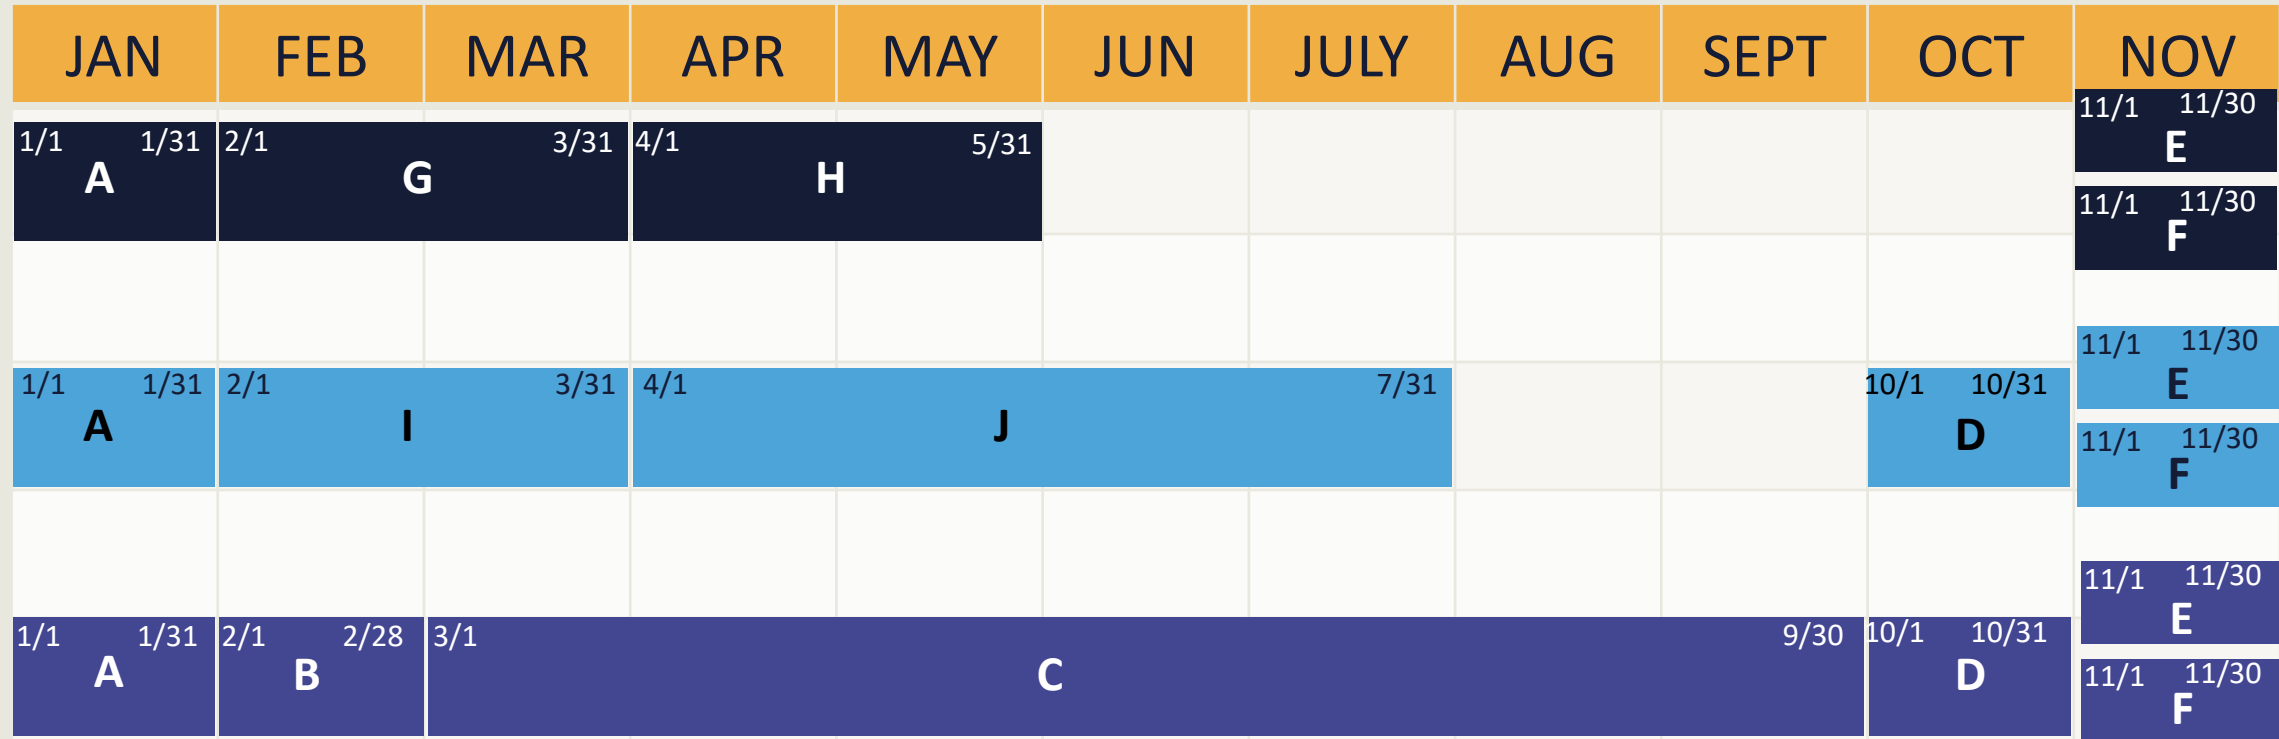 JAN FEB MAR APR MAY JUN JULY AUG SEPT OCT NOV
11/1 11/30
E
1/1 1/31 2/1 3/31 4/1 5/31
A G H
11/1 11/30
F
11/1 11/30
E
1/1 1/31 2/1 3/31 4/1 7/31 10/1 10/31
A I J D
11/1 11/30
F
11/1 11/30
E
1/1 1/31 2/1 2/28 3/1 9/30 10/1 10/31
A B C D
11/1 11/30
F